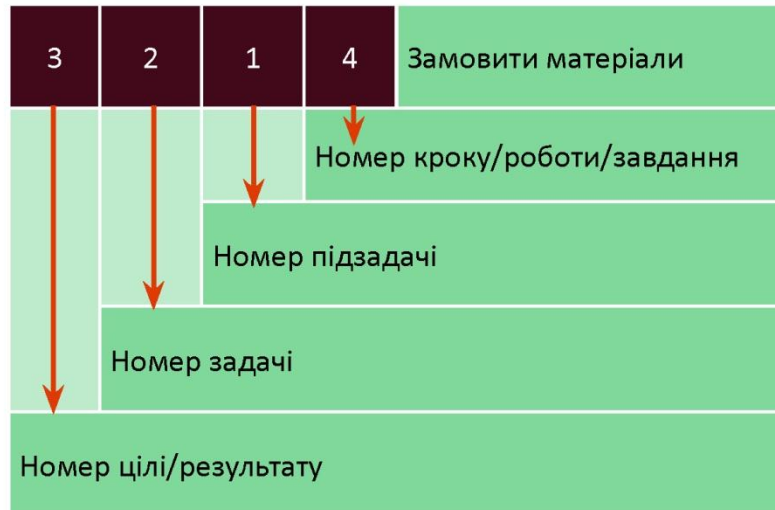 3 2 1 4 Замовити матеріали
Номер кроку/роботи/завдання
Номер підзадачі
Номер задачі
Номер цілі/результату